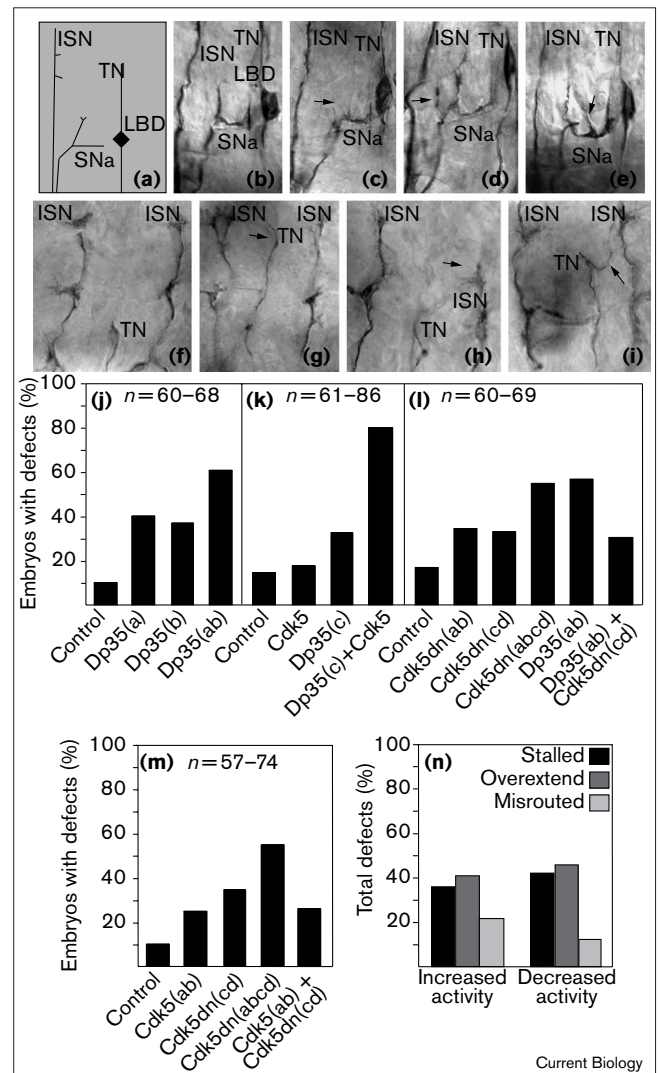 ISN
TN
LBD
SNa
(a)
TN
ISN
LBD
SNa
(b)
ISN TN
SNa
(c)
ISN TN
SNa
(d)
ISN TN
SNa
(e)
ISN ISN
TN
(f)
ISN ISN
TN
(g)
ISN
ISN
TN
(h)
ISN
TN
(i)
Embryos with defects (%)
100
80
60
40
20
(j) n = 60–68
Control
Dp35(a)
Dp35(b)
Dp35(ab)
(k) n = 61–86
Control
Cdk5
Dp35(c)
Dp35(c)+Cdk5
(l) n = 60–69
Control
Cdk5dn(ab)
Cdk5dn(cd)
Cdk5dn(abcd)
Dp35(ab)
Dp35(ab) +
Cdk5dn(cd)
Embryos with defects (%)
100
80
60
40
20
(m) n = 57–74
Control
Cdk5(ab)
Cdk5dn(cd)
Cdk5dn(abcd)
Cdk5(ab) +
Cdk5dn(cd)
Total defects (%)
100
80
60
40
20
(n)
Stalled
Overextend
Misrouted
Increased
activity
Decreased
activity
Current Biology